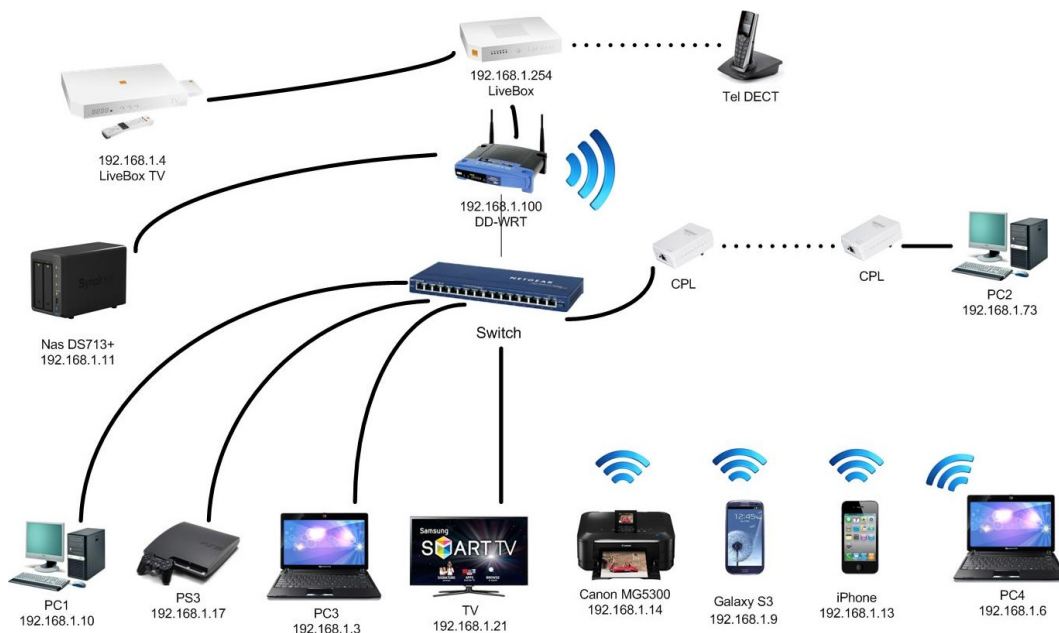 192.168.1.254
LiveBox
Tel DECT
TV
192.168.1.4
LiveBox TV
192.168.1.100
DD-WRT
CPL
CPL
PC2
192.168.1.73
Synology
Nas DS713+
192.168.1.11
NETGEAR
Switch
PC1
192.168.1.10
PS3
192.168.1.17
PC3
192.168.1.3
Samsung
SMART TV
TV
192.168.1.21
Canon MG5300
192.168.1.14
12:45
Galaxy S3
192.168.1.9
iPhone
192.168.1.13
PC4
192.168.1.6